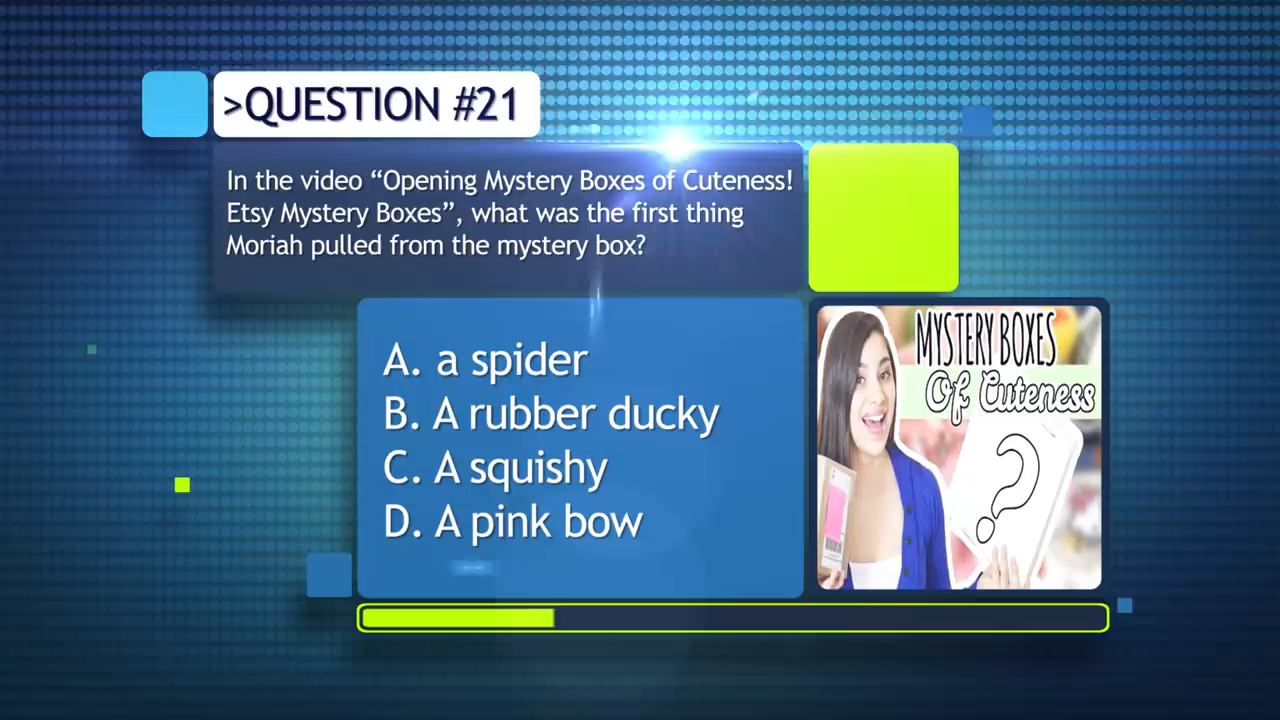 >QUESTION #21
In the video “Opening Mystery Boxes of Cuteness!
Etsy Mystery Boxes”, what was the first thing
Moriah pulled from the mystery box?
A. a spider
B. A rubber ducky
C. A squishy
D. A pink bow
MYSTERY BOXES
Of Cuteness
?